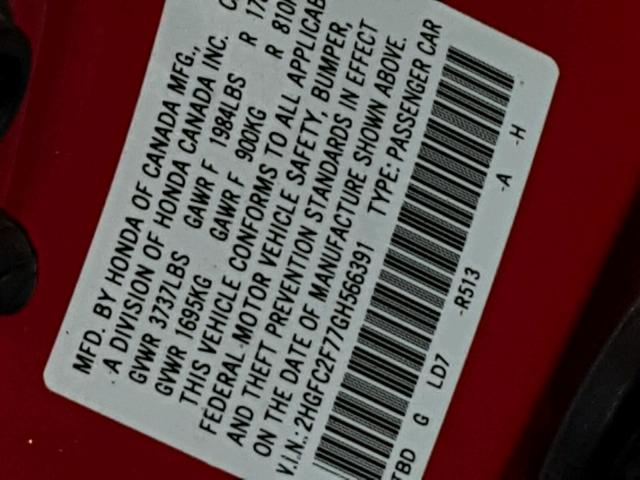 MFD. BY HONDA OF CANADA MFG.,
A DIVISION OF HONDA CANADA INC.
GVWR 3737LBS GAWR F 1984LBS R
GVWR 1695KG GAWR F 900KG R 810
THIS VEHICLE CONFORMS TO ALL
FEDERAL MOTOR VEHICLE SAFETY, BUMPER,
AND THEFT PREVENTION STANDARDS IN EFFECT
ON THE DATE OF MANUFACTURE SHOWN ABOVE.
V.I.N.: 2HGFC2F77GH566391 TYPE: PASSENGER CAR
TBD G LD7 -R513 -A -H